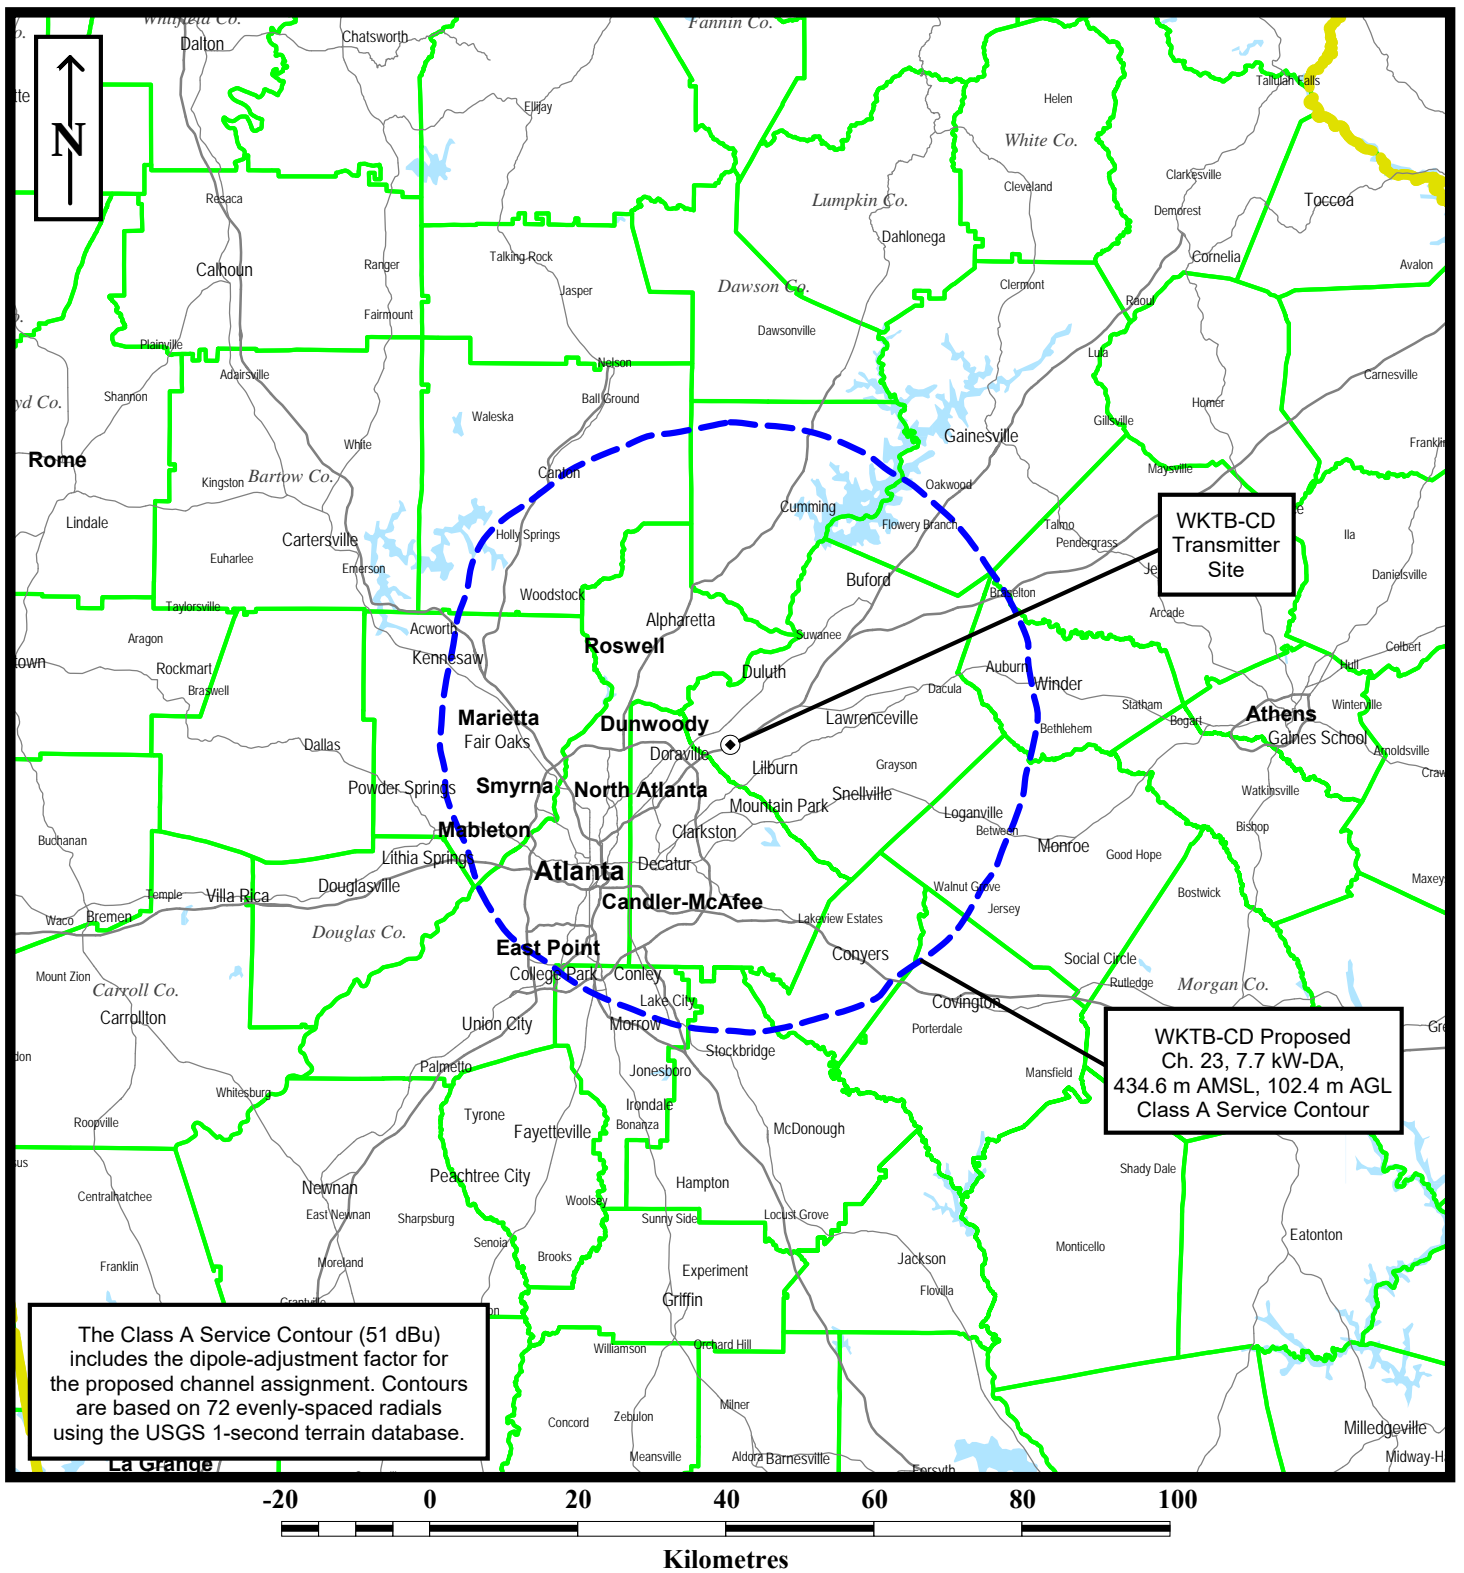 Whitfield Co.
Fannin Co.
Dalton
Chatsworth
N
Tallulah Falls
Helen
Ellijay
White Co.
Clarkesville
Cleveland
Toccoa
Resaca
Lumpkin Co.
Demorest
Dahlonega
Talking Rock
Cornelia
Calhoun
Ranger
Avalon
Clermont
Dawson Co.
Jasper
Raoul
Fairmount
Dawsonville
Plainville
Lula
Nelson
Adairsville
Carnesville
Shannon
Ball Ground
Homer
yd Co.
Waleska
Gillsville
Gainesville
White
Franklin
Rome
Canton
Maysville
Kingston
Bartow Co.
Oakwood
Cumming
WKTB-CD
Transmitter
Site
Lindale
Flowery Branch
Talmo
Holly Springs
Ila
Cartersville
Pendergrass
Euharlee
Emerson
Je
Danielsville
Buford
Woodstock
Braselton
Taylorsville
Arcade
Alpharetta
Acworth
Suwanee
Aragon
Roswell
Colbert
Kennesaw
town
Rockmart
Hull
Duluth
Auburn
Braswell
Dacula
Winder
Statham
Winterville
Marietta
Dunwoody
Lawrenceville
Bogart
Athens
Fair Oaks
Bethlehem
Gaines School
Dallas
Doraville
Arnoldsville
Lilburn
Grayson
Craw
Powder Springs
Smyrna
North Atlanta
Snellville
Watkinsville
Mountain Park
Loganville
Mableton
Clarkston
Between
Bishop
Buchanan
Monroe
Lithia Springs
Decatur
Good Hope
Atlanta
Douglasville
Walnut Grove
Maxey
Temple
Villa Rica
Bostwick
Candler-McAfee
Jersey
Waco
Bremen
Lakeview Estates
Douglas Co.
East Point
Conyers
Social Circle
Mount Zion
College Park
Conley
Rutledge
Morgan Co.
Carroll Co.
Lake City
Covington
Carrollton
Union City
Morrow
Porterdale
Gre
WKTB-CD Proposed
Ch. 23, 7.7 kW-DA,
434.6 m AMSL, 102.4 m AGL
Class A Service Contour
don
Stockbridge
Palmetto
Jonesboro
Mansfield
Whitesburg
Irondale
Tyrone
Roopville
Fayetteville
Bonanza
McDonough
Shady Dale
Peachtree City
Hampton
Newnan
Centralhatchee
Woolsey
East Newnan
Sharpsburg
Sunny Side
Locust Grove
Eatonton
Senoia
Monticello
Brooks
Jackson
Franklin
Moreland
Experiment
Flovilla
Griffin
Grantville
on
The Class A Service Contour (51 dBu)
includes the dipole-adjustment factor for
the proposed channel assignment. Contours
are based on 72 evenly-spaced radials
using the USGS 1-second terrain database.
Williamson
Orchard Hill
Milner
Concord
Zebulon
Milledgeville
Meansville
Aldora
Barnesville
Midway-H
La Grange
Forsyth
-20 0 20 40 60 80 100
Kilometres